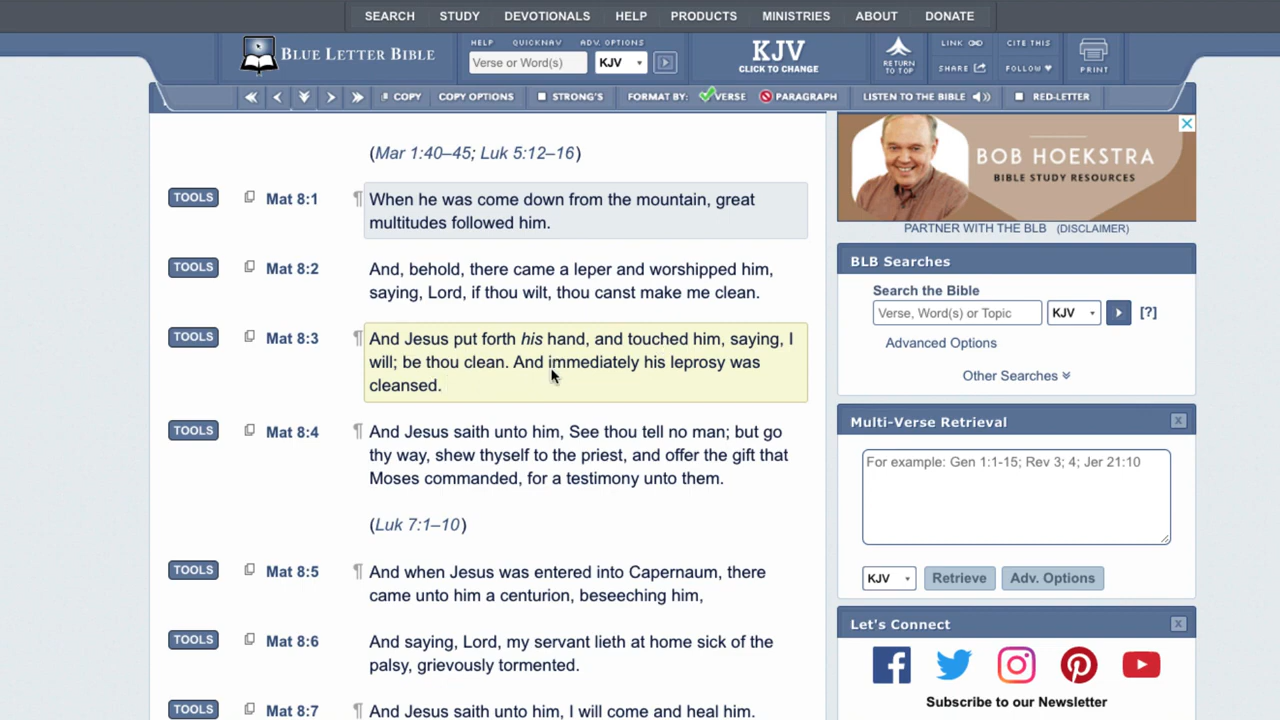 SEARCH STUDY DEVOTIONALS HELP PRODUCTS MINISTRIES ABOUT DONATE
BLUE LETTER BIBLE
HELP QUICKNAV ADV. OPTIONS
Verse or Word(s) KJV
KJV
CLICK TO CHANGE
RETURN
TO TOP
LINK CITE THIS
SHARE FOLLOW
PRINT
COPY COPY OPTIONS STRONG'S FORMAT BY: VERSE PARAGRAPH LISTEN TO THE BIBLE RED-LETTER
(Mar 1:40–45; Luk 5:12–16)
TOOLS Mat 8:1 ¶ When he was come down from the mountain, great
multitudes followed him.
TOOLS Mat 8:2 And, behold, there came a leper and worshipped him,
saying, Lord, if thou wilt, thou canst make me clean.
TOOLS Mat 8:3 ¶ And Jesus put forth his hand, and touched him, saying, I
will; be thou clean. And immediately his leprosy was
cleansed.
TOOLS Mat 8:4 ¶ And Jesus saith unto him, See thou tell no man; but go
thy way, shew thyself to the priest, and offer the gift that
Moses commanded, for a testimony unto them.
(Luk 7:1–10)
TOOLS Mat 8:5 ¶ And when Jesus was entered into Capernaum, there
came unto him a centurion, beseeching him,
TOOLS Mat 8:6 And saying, Lord, my servant lieth at home sick of the
palsy, grievously tormented.
TOOLS Mat 8:7 ¶ And Jesus saith unto him, I will come and heal him.
BOB HOEKSTRA
BIBLE STUDY RESOURCES
PARTNER WITH THE BLB (DISCLAIMER)
BLB Searches
Search the Bible
Verse, Word(s) or Topic KJV [?]
Advanced Options
Other Searches
Multi-Verse Retrieval x
For example: Gen 1:1-15; Rev 3; 4; Jer 21:10
KJV Retrieve Adv. Options
Let's Connect x
Subscribe to our Newsletter